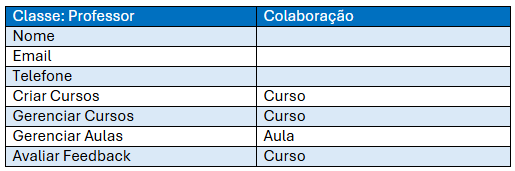 Classe: Professor Colaboração
Nome
Email
Telefone
Criar Cursos Curso
Gerenciar Cursos Curso
Gerenciar Aulas Aula
Avaliar Feedback Curso